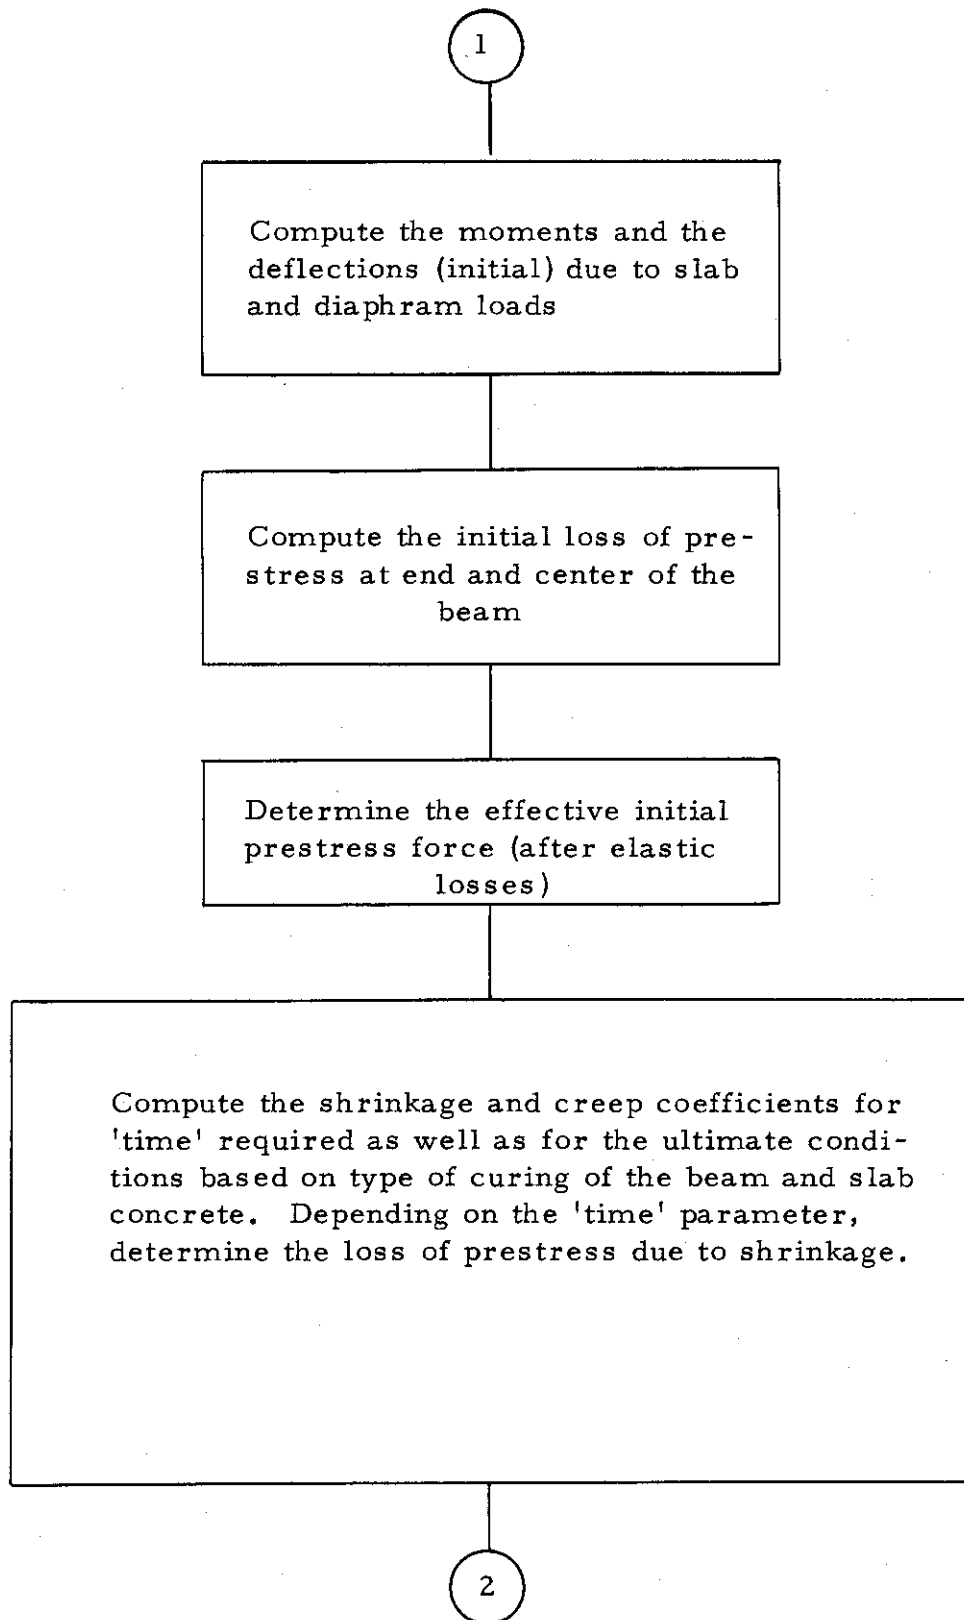 1
Compute the moments and the
deflections (initial) due to slab
and diaphram loads
Compute the initial loss of pre-
stress at end and center of the
beam
Determine the effective initial
prestress force (after elastic
losses)
Compute the shrinkage and creep coefficients for
'time' required as well as for the ultimate condi-
tions based on type of curing of the beam and slab
concrete. Depending on the 'time' parameter,
determine the loss of prestress due to shrinkage.
2